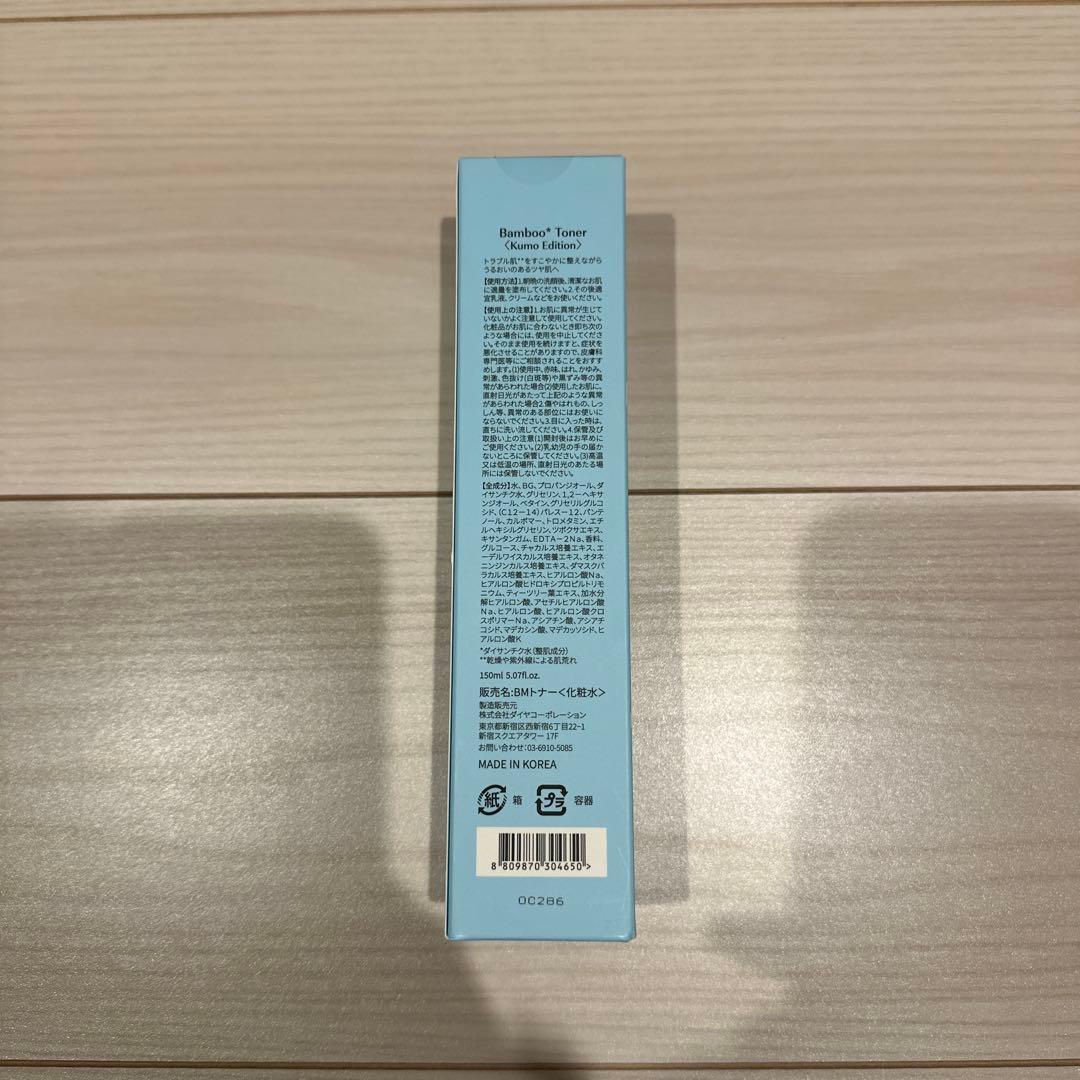 Bamboo* Toner
〈Kumo Edition〉
トラブル肌**をすこやかに整えながら
うるおいのあるツヤ肌へ
【使用方法】1.朝晩の洗顔後、清潔なお肌
に適量を塗布してください。2.その後適
宜乳液、クリームなどをお使いください。
【使用上の注意】1.お肌に異常が生じて
いないかよく注意して使用してください。
化粧品がお肌に合わないとき即ち次の
ような場合には、使用を中止してくださ
い。そのまま使用を続けますと、症状を
悪化させることがありますので、皮膚科
専門医等にご相談されることをおすす
めします。(1)使用中、赤味、はれ、かゆみ、
刺激、色抜け(白斑等)や黒ずみ等の異
常があらわれた場合(2)使用したお肌に、
直射日光があたって上記のような異常
があらわれた場合2.傷やはれもの、しっ
しん等、異常のある部位にはお使いに
ならないでください。3.目に入った時は、
直ちに洗い流してください。4.保管及び
取扱い上の注意(1)開封後はお早めに
ご使用ください。(2)乳幼児の手の届か
ないところに保管してください。(3)高温
又は低温の場所、直射日光のあたる場
所には保管しないでください。
【全成分】水、BG、プロパンジオール、ダ
イサンチク水、グリセリン、1,2－ヘキサ
ンジオール、ベタイン、グリセリルグルコ
シド、(C12－14)パレス－12、パンテ
ノール、カルボマー、トロメタミン、エチ
ルヘキシルグリセリン、ツボクサエキス、
キサンタンガム、EDTA－2Na、香料、
グルコース、チャカルス培養エキス、エ
ーデルワイスカルス培養エキス、オタネ
ニンジンカルス培養エキス、ダマスクバ
ラカルス培養エキス、ヒアルロン酸Na、
ヒアルロン酸ヒドロキシプロピルトリモ
ニウム、ティーツリー葉エキス、加水分
解ヒアルロン酸、アセチルヒアルロン酸
Na、ヒアルロン酸、ヒアルロン酸クロ
スポリマーNa、アシアチン酸、アシアチ
コシド、マデカシン酸、マデカッソシド、ヒ
アルロン酸K
*ダイサンチク水(整肌成分)
**乾燥や紫外線による肌荒れ
150ml 5.07fl.oz.
販売名:BMトナー<化粧水>
製造販売元
株式会社ダイヤコーポレーション
東京都新宿区西新宿6丁目22-1
新宿スクエアタワー 17F
お問い合わせ:03-6910-5085
MADE IN KOREA
紙 箱 プラ 容器
8 809870 304650 >
0C286